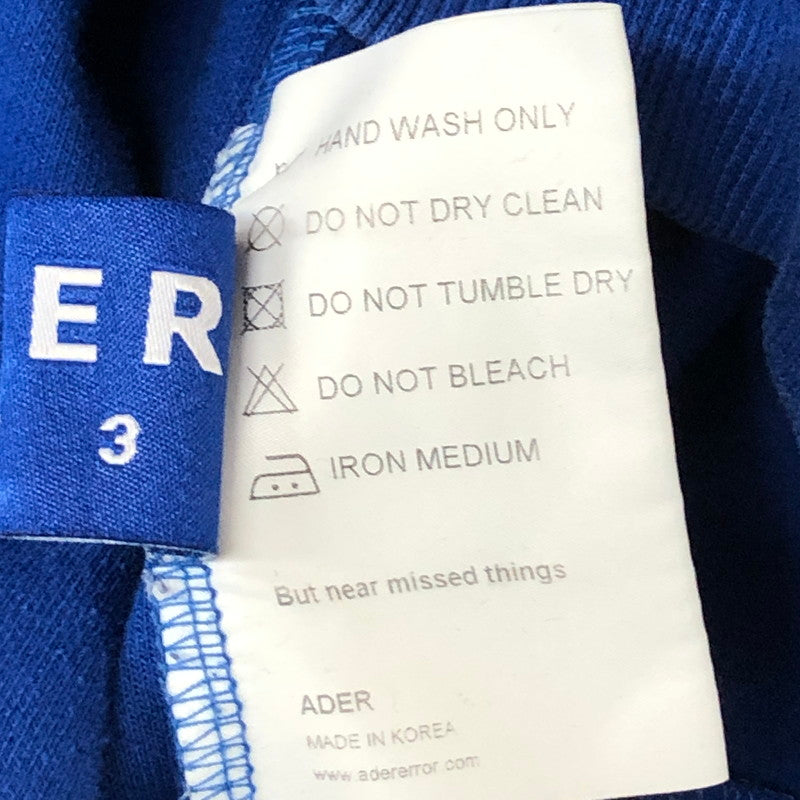 HAND WASH ONLY
DO NOT DRY CLEAN
DO NOT TUMBLE DRY
DO NOT BLEACH
IRON MEDIUM
But near missed things
ADER
MADE IN KOREA
www.adererror.com
ER
3